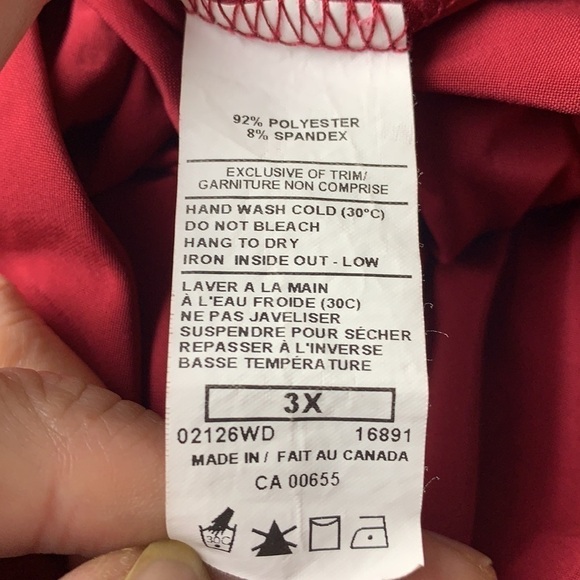 92% POLYESTER
8% SPANDEX
EXCLUSIVE OF TRIM/
GARNITURE NON COMPRISE
HAND WASH COLD (30ºC)
DO NOT BLEACH
HANG TO DRY
IRON INSIDE OUT - LOW
LAVER A LA MAIN
À L'EAU FROIDE (30C)
NE PAS JAVELISER
SUSPENDRE POUR SÉCHER
REPASSER À L'INVERSE
BASSE TEMPÉRATURE
3X
02126WD 16891
MADE IN / FAIT AU CANADA
CA 00655
30C